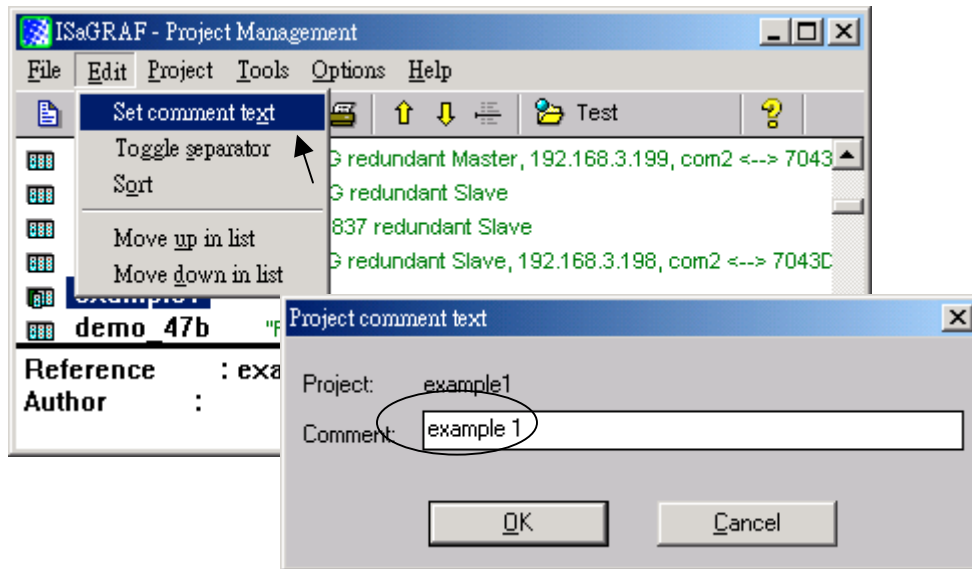 ISaGRAF - Project Management
File Edit Project Tools Options Help
Set comment text
Test
Toggle separator
Sort
Move up in list
Move down in list
G redundant Master, 192.168.3.199, com2 <--> 7043
G redundant Slave
837 redundant Slave
G redundant Slave, 192.168.3.198, com2 <--> 7043D
example1
demo_47b
Reference : exa
Author :
Project comment text
Project: example1
Comment: example 1
OK Cancel